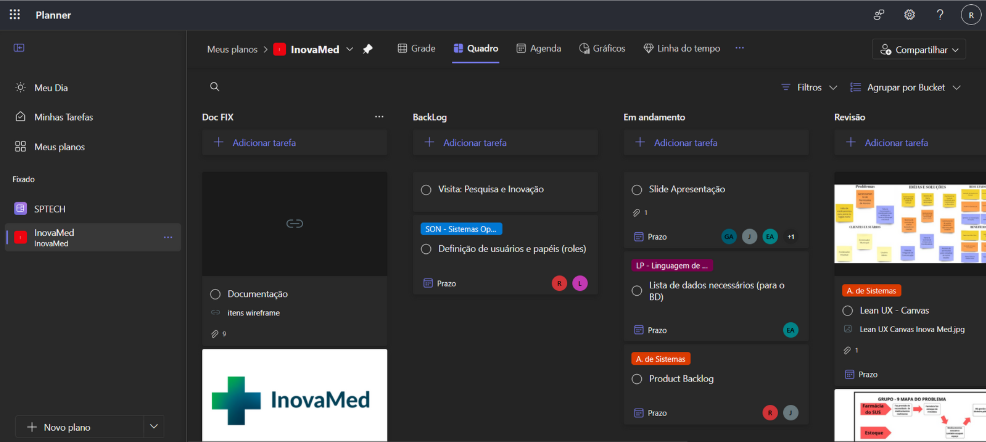 Planner
R
Meus planos
InovaMed
Grade
Quadro
Agenda
Gráficos
Linha do tempo
Compartilhar
Meu Dia
Minhas Tarefas
Meus planos
Fixado
SPTECH
InovaMed
InovaMed
Novo plano
Filtros
Agrupar por Bucket
Doc FIX
Adicionar tarefa
Documentação
itens wireframe
9
InovaMed
BackLog
Adicionar tarefa
Visita: Pesquisa e Inovação
SON - Sistemas Op...
Definição de usuários e papéis (roles)
Prazo
R
L
Em andamento
Adicionar tarefa
Slide Apresentação
1
Prazo
GA
J
EA
+1
LP - Linguagem de ...
Lista de dados necessários (para o
BD)
Prazo
EA
A. de Sistemas
Product Backlog
Prazo
R
J
Revisão
Adicionar tarefa
A. de Sistemas
Lean UX - Canvas
Lean UX Canvas Inova Med.jpg
1
Prazo
GRUPO - 9 MAPA DO PROBLEMA
Estoque